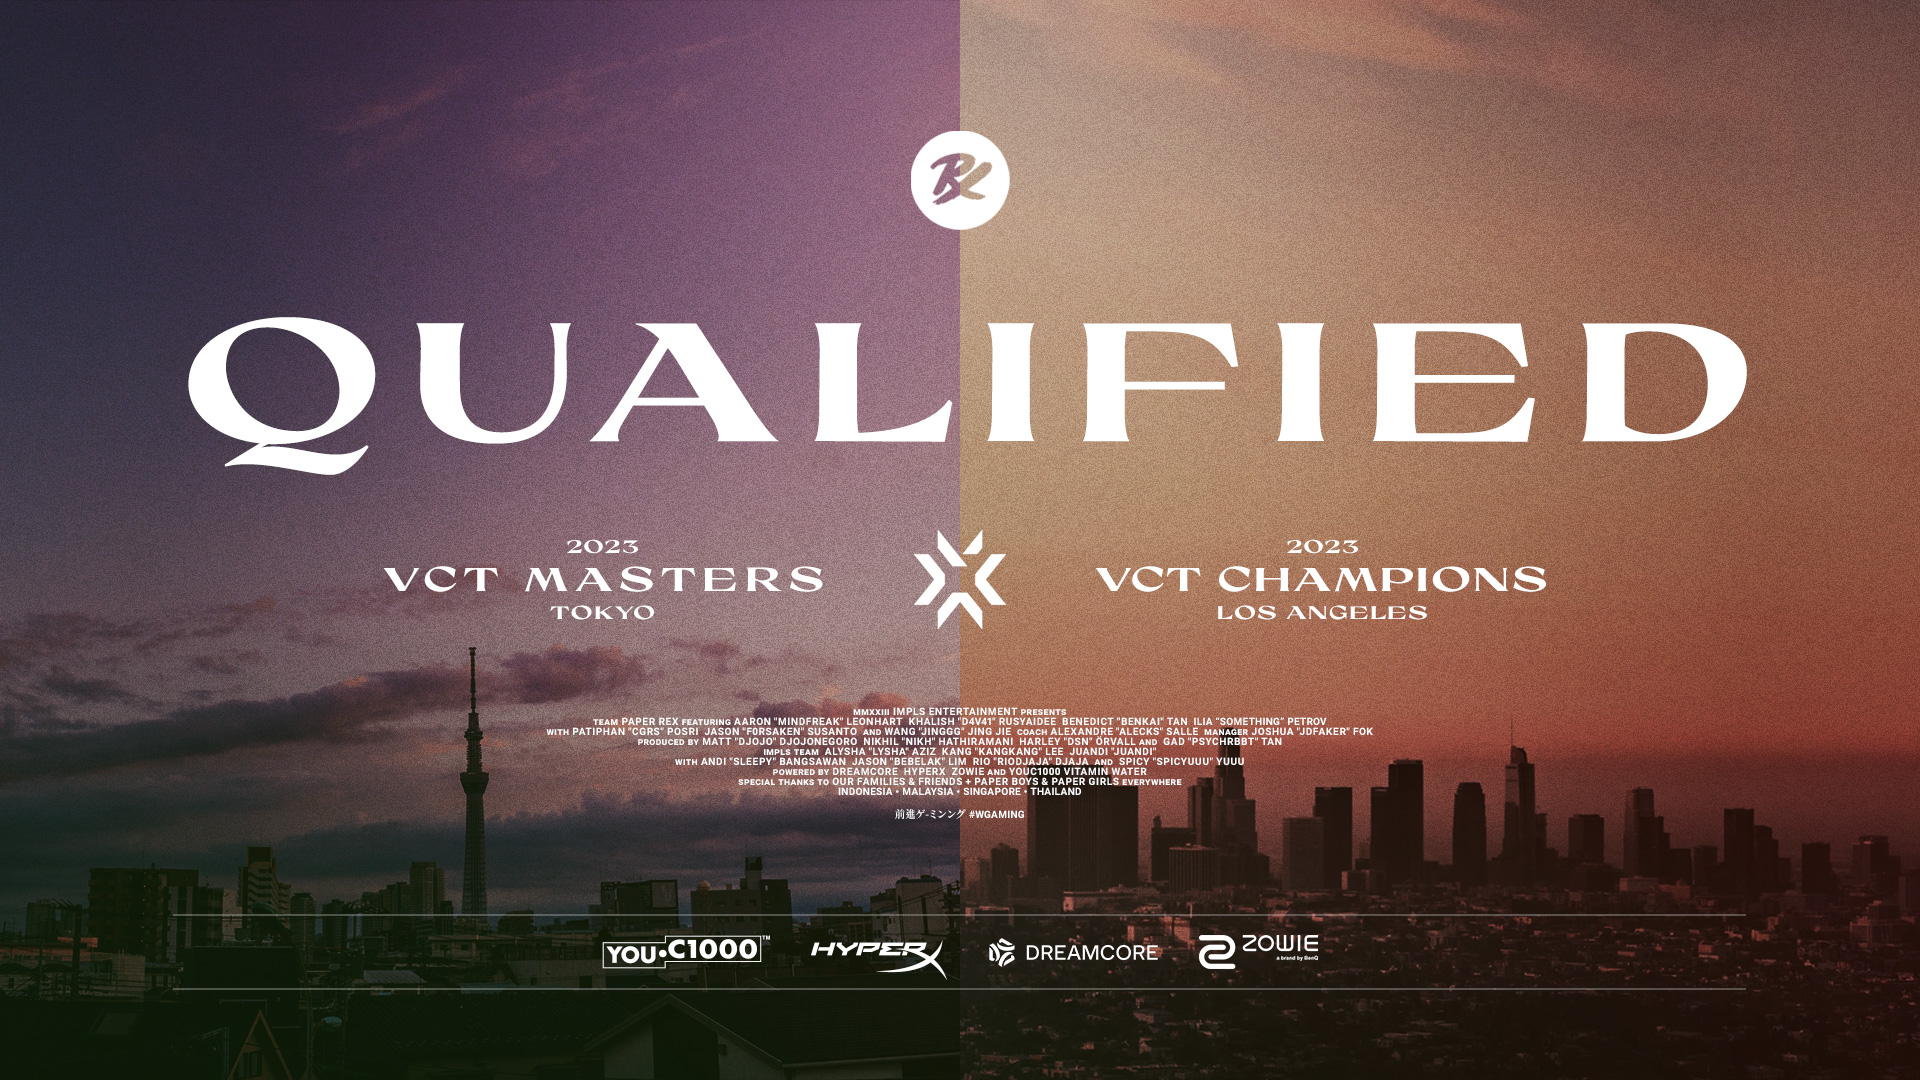 QUALIFIED
2023
VCT MASTERS
TOKYO
2023
VCT CHAMPIONS
LOS ANGELES
MMXXIII IMPLS ENTERTAINMENT PRESENTS
TEAM PAPER REX FEATURING AARON "MINDFREAK" LEONHART KHALISH "D4V41" RUSYAIDEE BENEDICT "BENKAI" TAN ILIA "SOMETHING" PETROV
WITH PATIPHAN "CGRS" POSRI JASON "F0RSAKEN" SUSANTO AND WANG "JINGGG" JING JIE COACH ALEXANDRE "ALECKS" SALLE MANAGER JOSHUA "JDFAKER" FOK
PRODUCED BY MATT "DJOJO" DJOJONEGORO NIKHIL "NIKH" HATHIRAMANI HARLEY "DSN" ÖRVALL AND GAD "PSYCHRBBT" TAN
IMPLS TEAM ALYSHA "LYSHA" AZIZ KANG "KANGKANG" LEE JUANDI "JUANDI"
WITH ANDI "SLEEPY" BANGSAWAN JASON "BEBELAK" LIM RIO "RIODJAJA" DJAJA AND SPICY "SPICYUUU" YUUU
POWERED BY DREAMCORE HYPERX ZOWIE AND YOUC1000 VITAMIN WATER
SPECIAL THANKS TO OUR FAMILIES & FRIENDS + PAPER BOYS & PAPER GIRLS EVERYWHERE
INDONESIA • MALAYSIA • SINGAPORE • THAILAND
前進ゲ-ミンング #WGAMING
YOU•C1000™
HYPERX
DREAMCORE
ZOWIE
a brand by BenQ